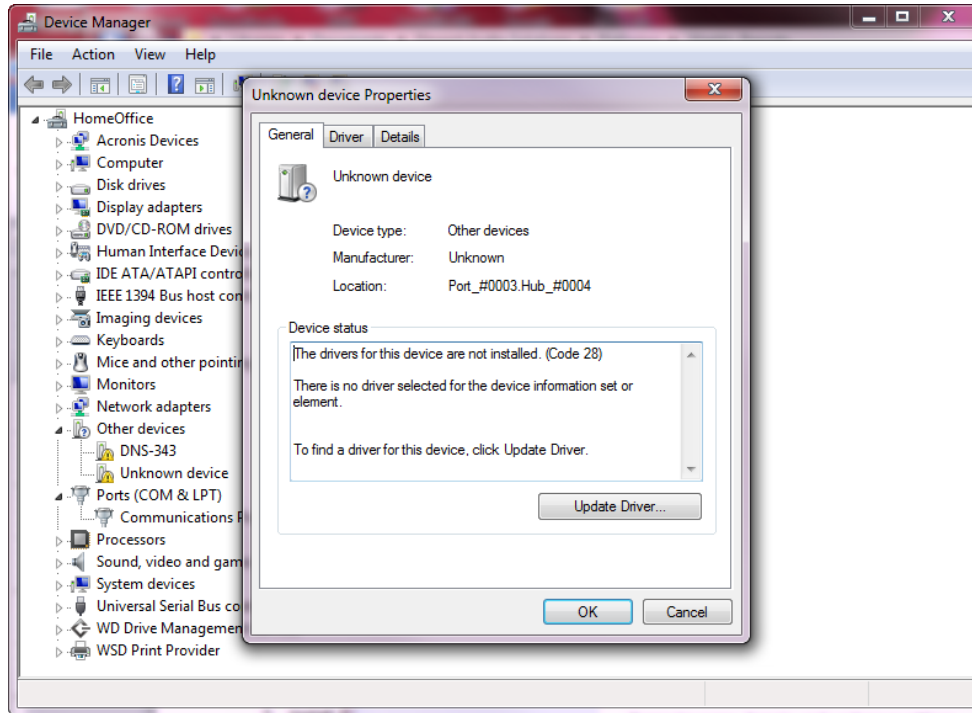 Device Manager
File Action View Help
HomeOffice
Acronis Devices
Computer
Disk drives
Display adapters
DVD/CD-ROM drives
Human Interface Devic
IDE ATA/ATAPI contro
IEEE 1394 Bus host con
Imaging devices
Keyboards
Mice and other pointin
Monitors
Network adapters
Other devices
DNS-343
Unknown device
Ports (COM & LPT)
Communications P
Processors
Sound, video and gam
System devices
Universal Serial Bus co
WD Drive Managemen
WSD Print Provider
Unknown device Properties
General Driver Details
Unknown device
Device type: Other devices
Manufacturer: Unknown
Location: Port_#0003.Hub_#0004
Device status
The drivers for this device are not installed. (Code 28)
There is no driver selected for the device information set or
element.
To find a driver for this device, click Update Driver.
Update Driver...
OK Cancel